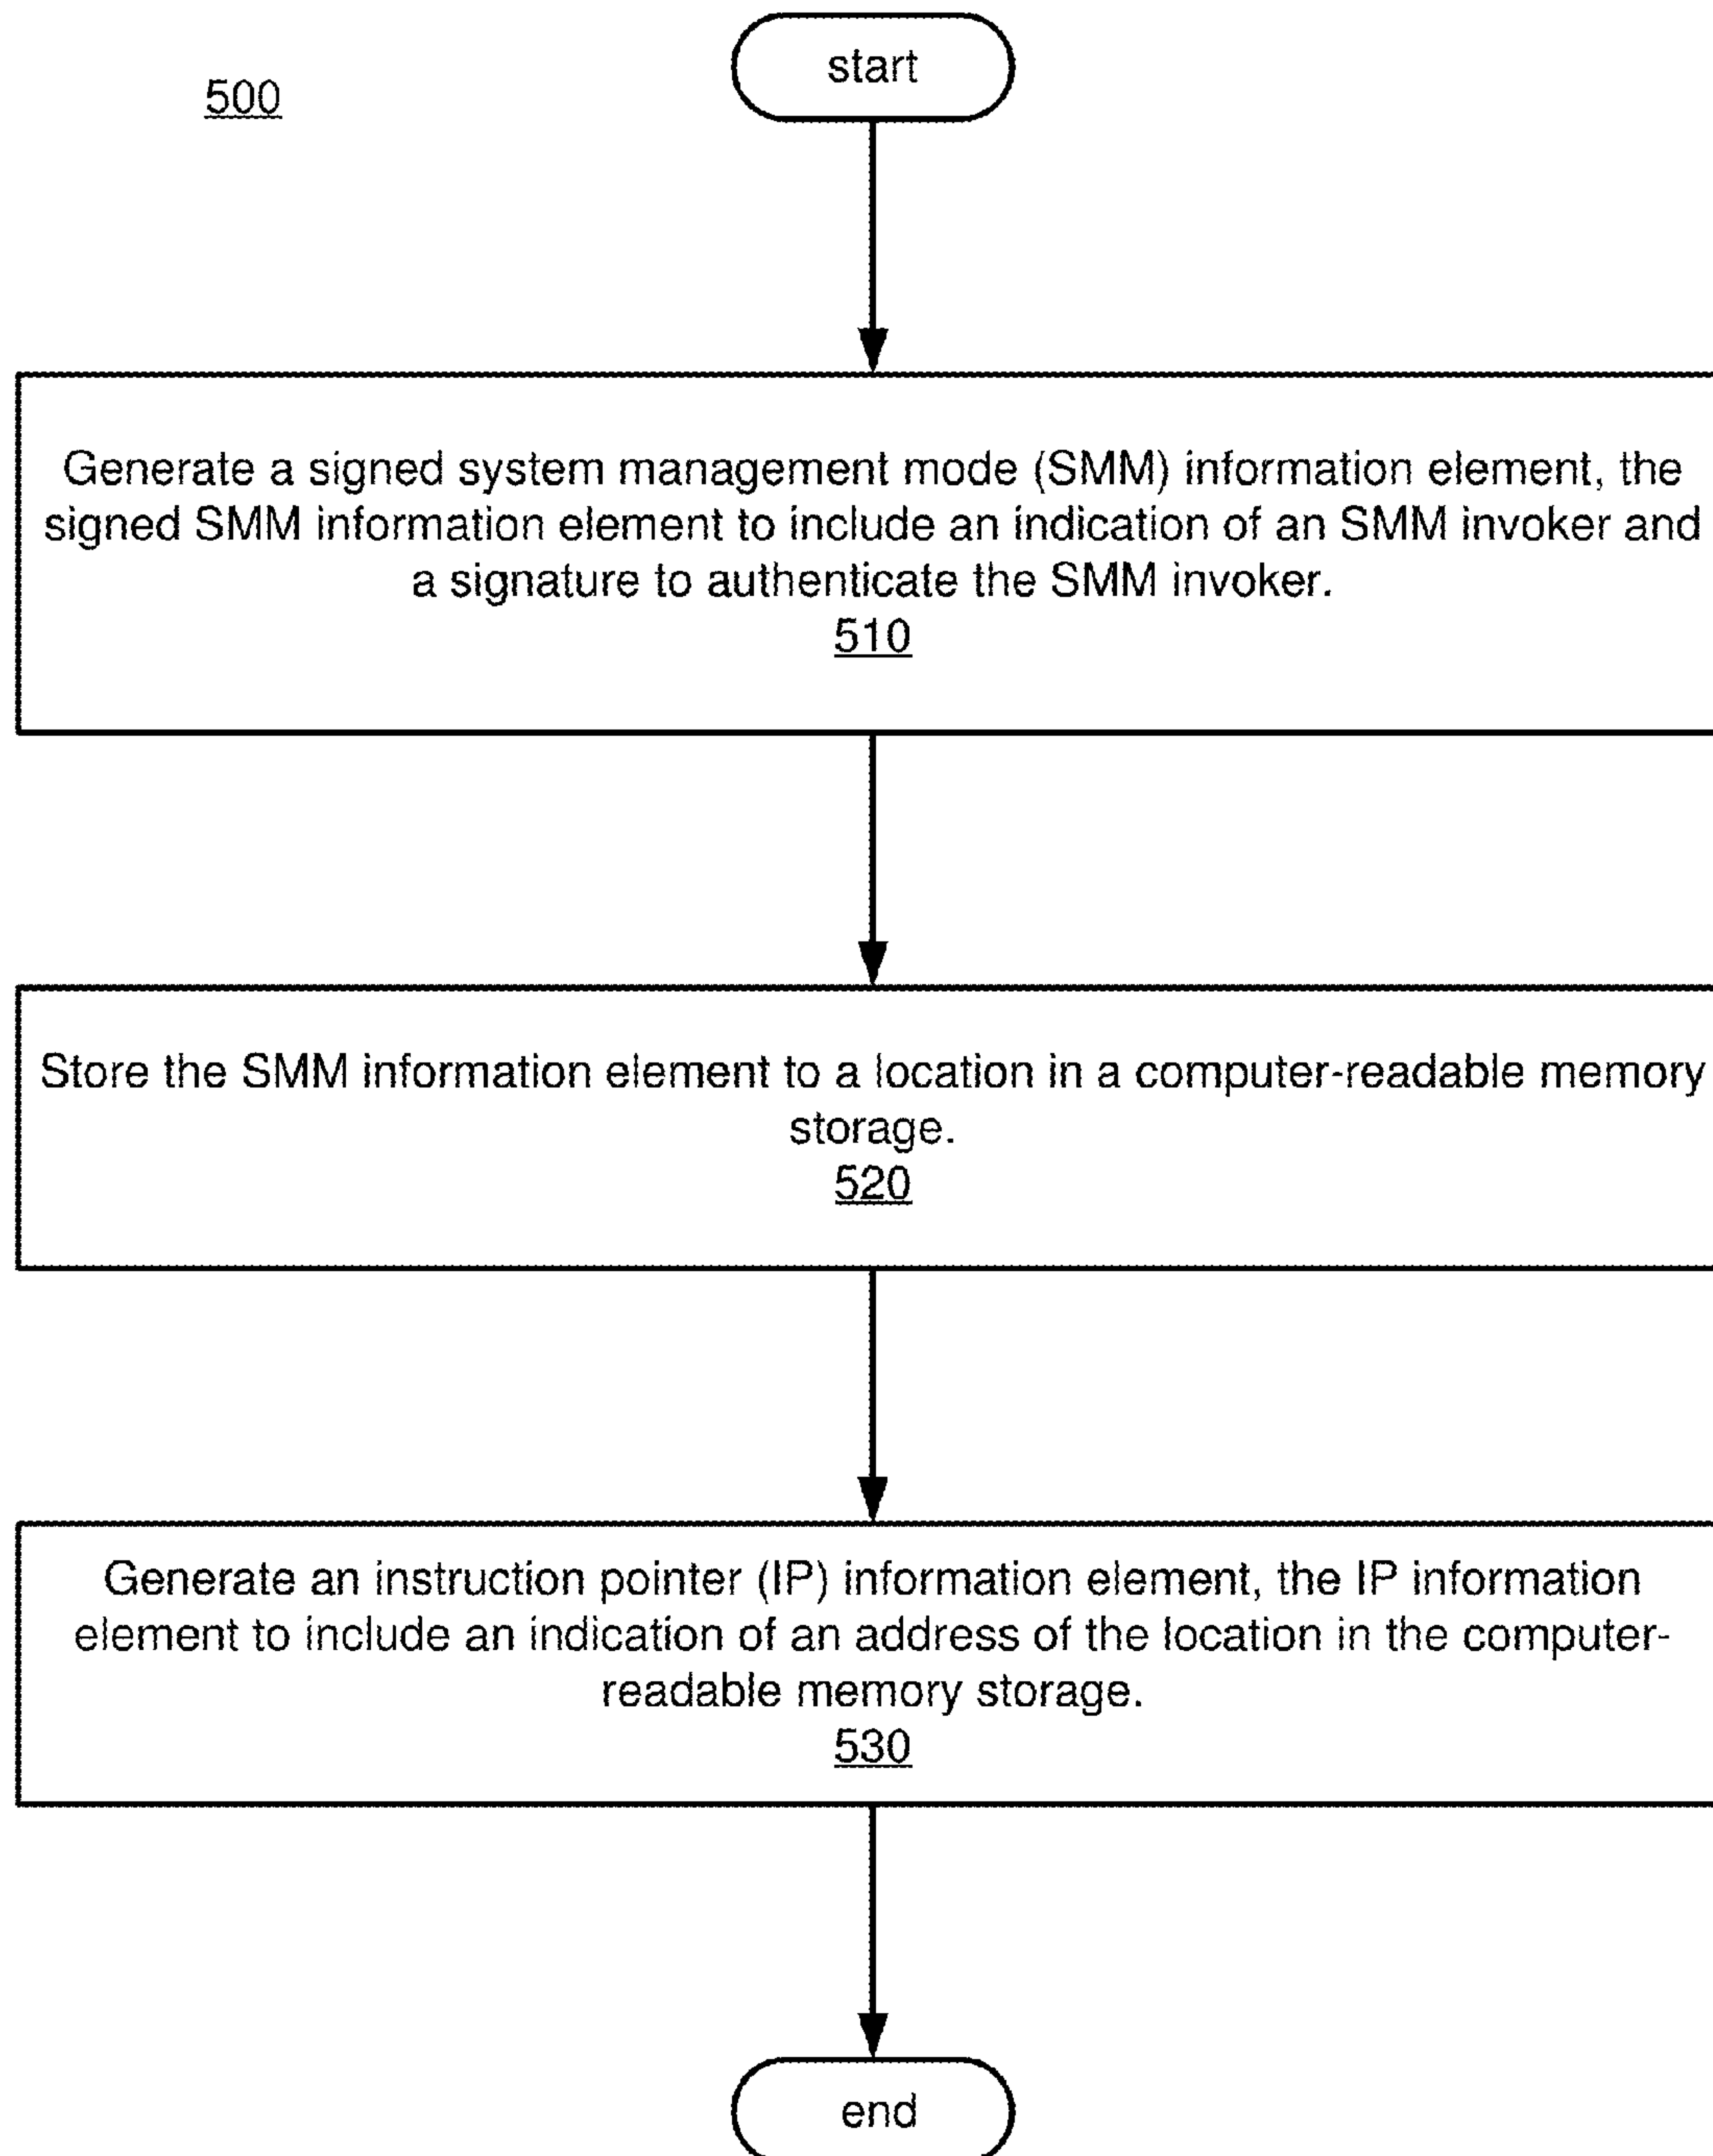 start
500
Generate a signed system management mode (SMM) information element, the
signed SMM information element to include an indication of an SMM invoker and
a signature to authenticate the SMM invoker.
510
Store the SMM information element to a location in a computer-readable memory
storage.
520
Generate an instruction pointer (IP) information element, the IP information
element to include an indication of an address of the location in the computer-
readable memory storage.
530
end